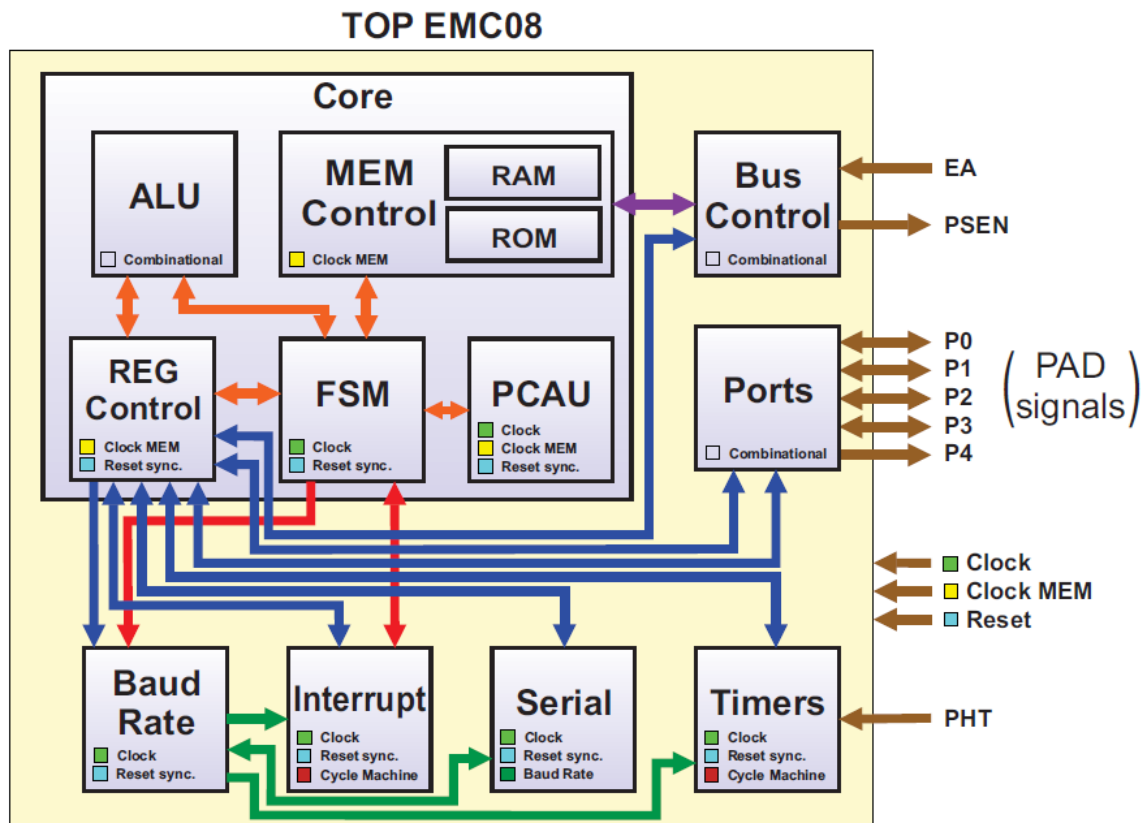 TOP EMC08
Core
ALU
Combinational
MEM
Control
Clock MEM
RAM
ROM
Bus
Control
Combinational
EA
PSEN
REG
Control
Clock MEM
Reset sync.
FSM
Clock
Reset sync.
PCAU
Clock
Clock MEM
Reset sync.
Ports
Combinational
P0
P1
P2
P3
P4
(PAD
signals)
Clock
Clock MEM
Reset
Baud
Rate
Clock
Reset sync.
Interrupt
Clock
Reset sync.
Cycle Machine
Serial
Clock
Reset sync.
Baud Rate
Timers
Clock
Reset sync.
Cycle Machine
PHT